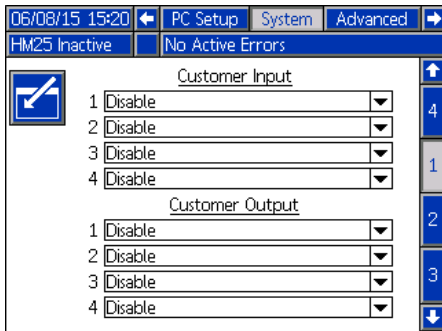 06/08/15 15:20 PC Setup System Advanced
HM25 Inactive No Active Errors
Customer Input
1 Disable
2 Disable
3 Disable
4 Disable
Customer Output
1 Disable
2 Disable
3 Disable
4 Disable
4
1
2
3